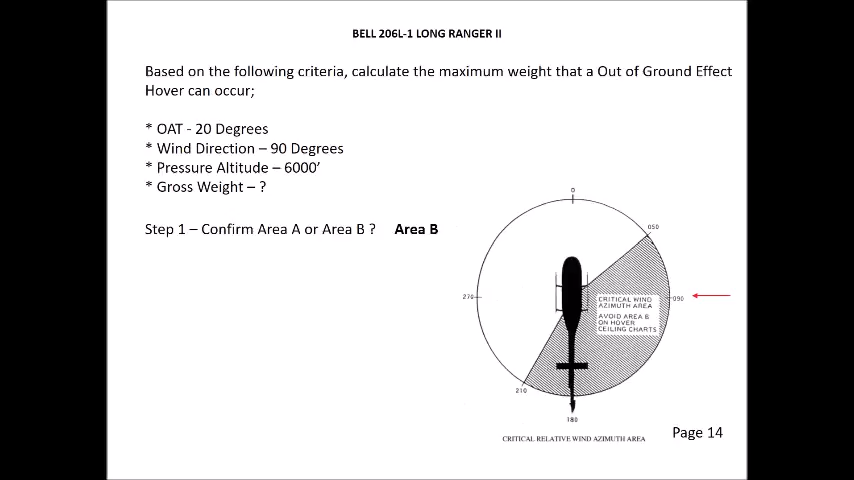 BELL 206L-1 LONG RANGER II
Based on the following criteria, calculate the maximum weight that a Out of Ground Effect
Hover can occur;
* OAT - 20 Degrees
* Wind Direction – 90 Degrees
* Pressure Altitude – 6000’
* Gross Weight – ?
Step 1 – Confirm Area A or Area B ? Area B
0
050
270
090
CRITICAL WIND
AZIMUTH AREA
AVOID AREA B
ON HOVER
CEILING CHARTS
210
180
CRITICAL RELATIVE WIND AZIMUTH AREA
Page 14